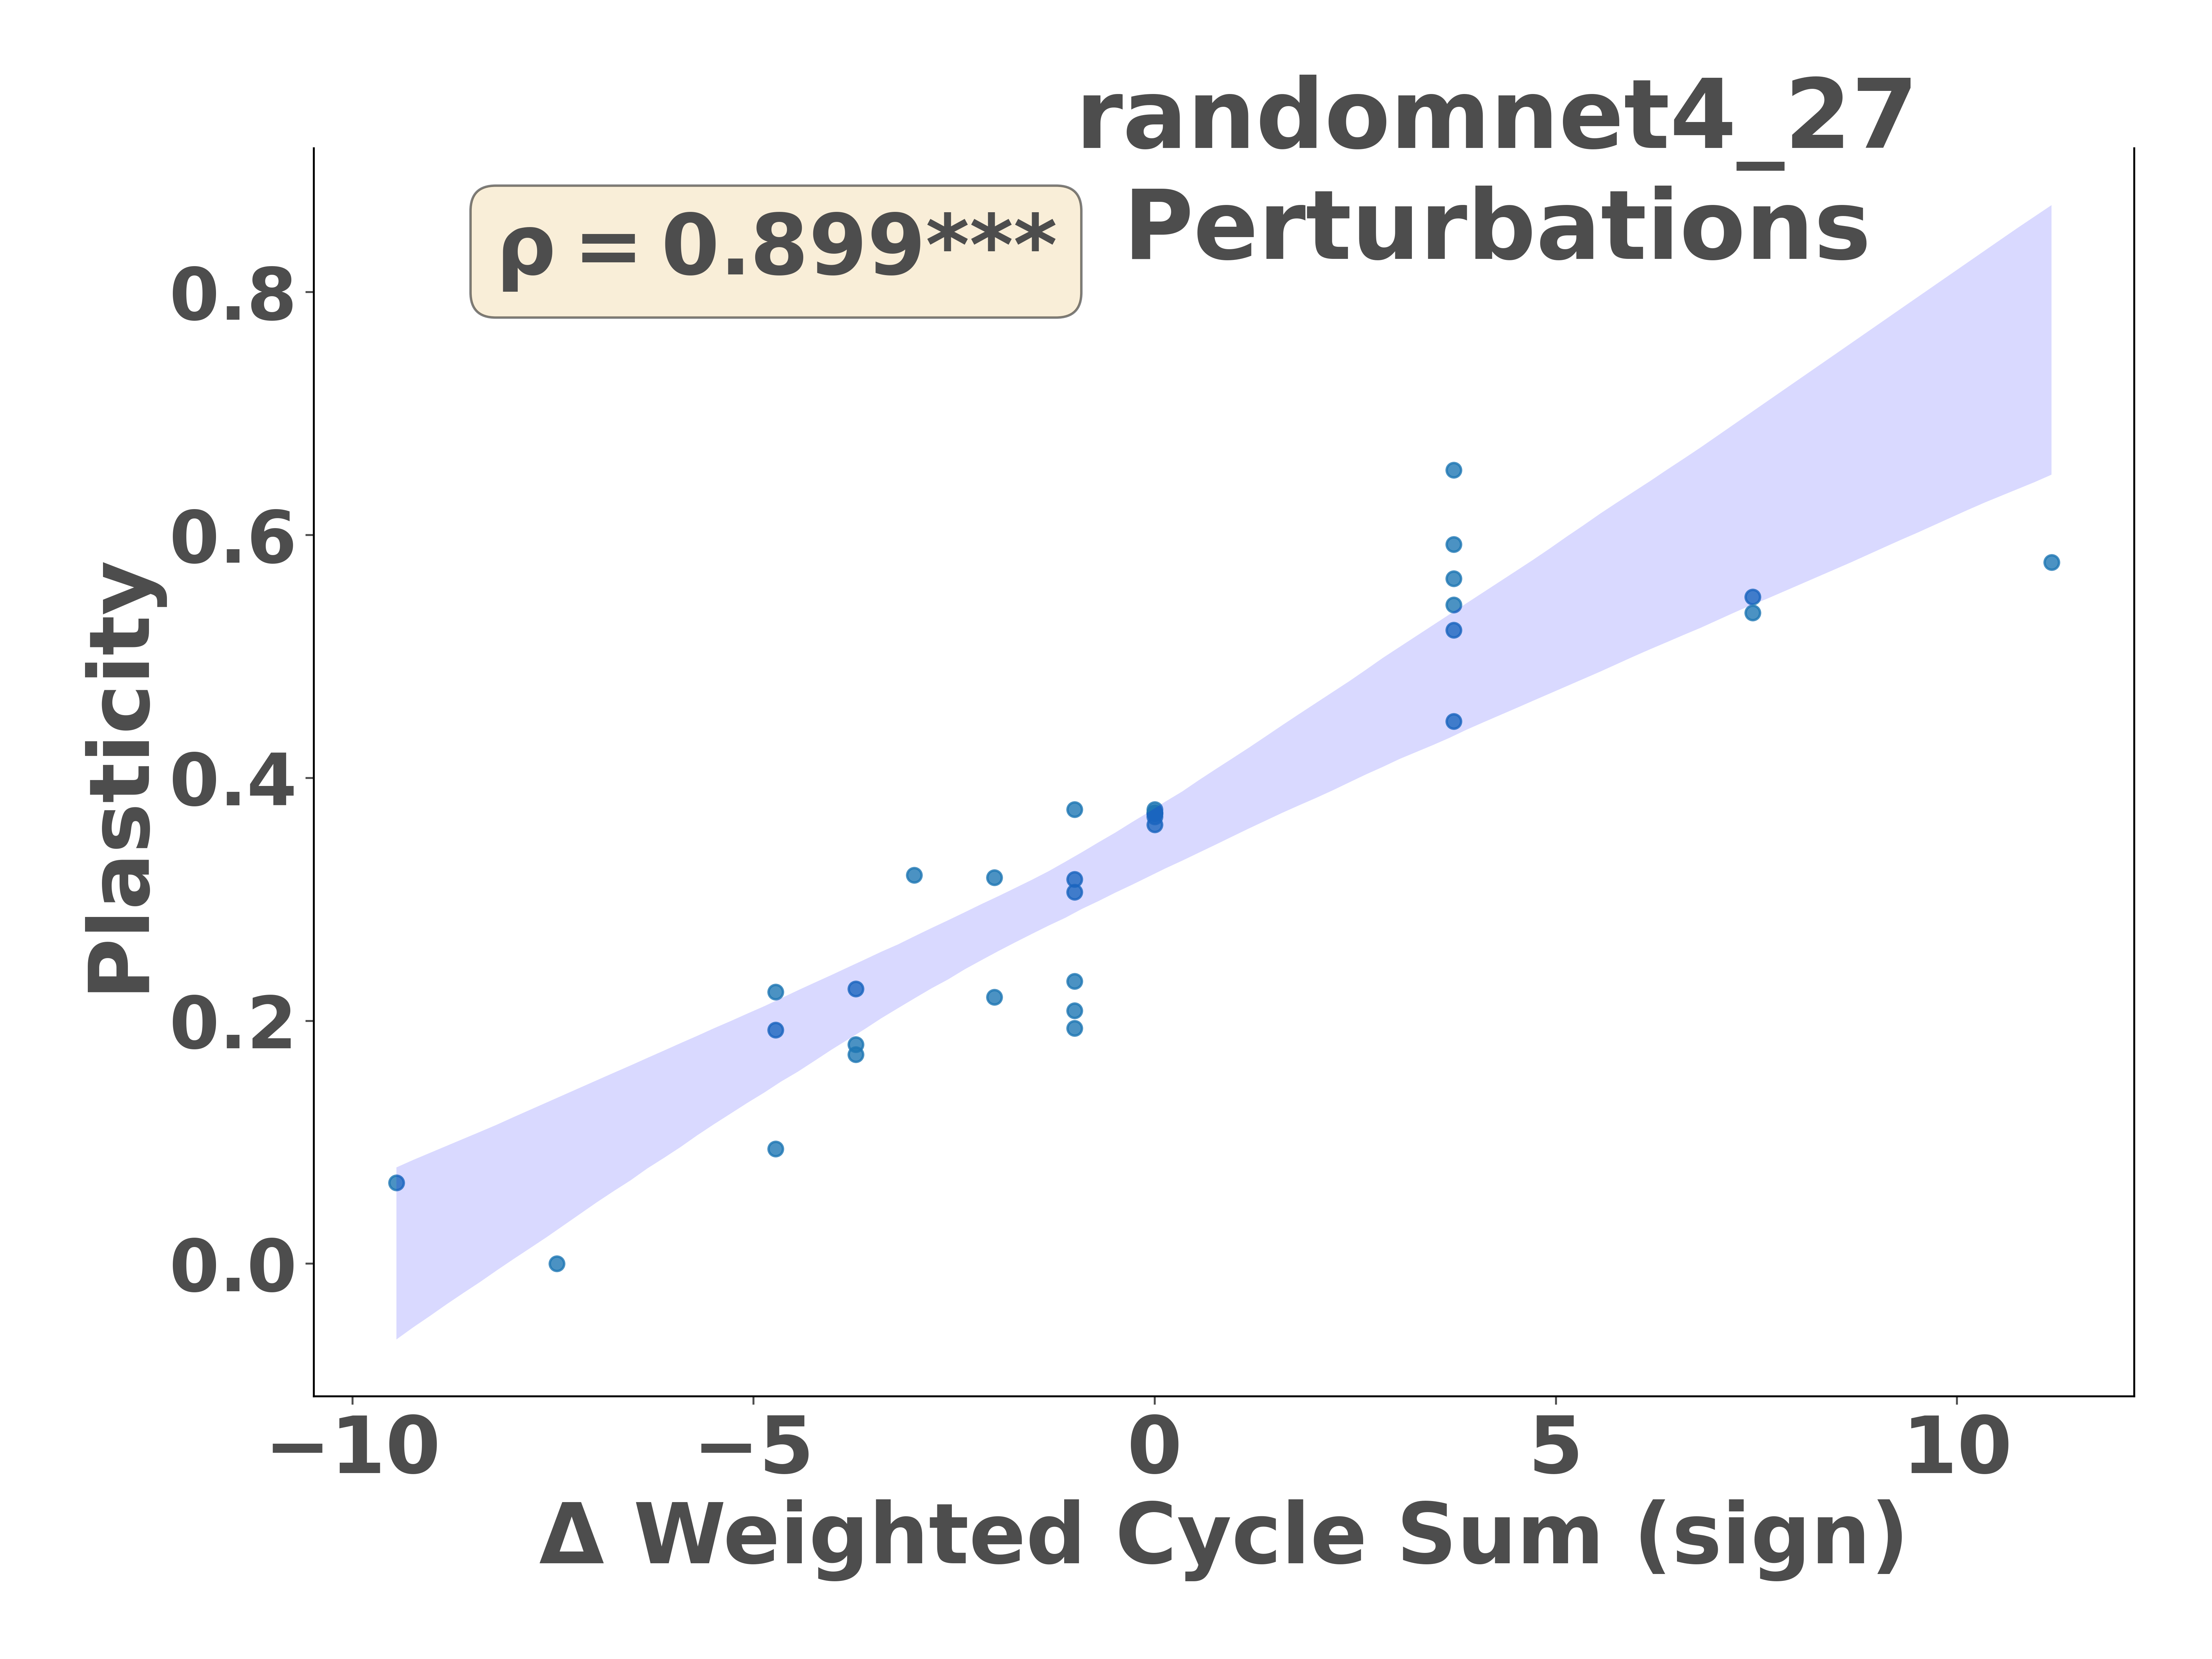 randomnet4_27
Perturbations
ρ = 0.899***
0.8
0.6
0.4
0.2
0.0
Plasticity
−10 −5 0 5 10
Δ Weighted Cycle Sum (sign)